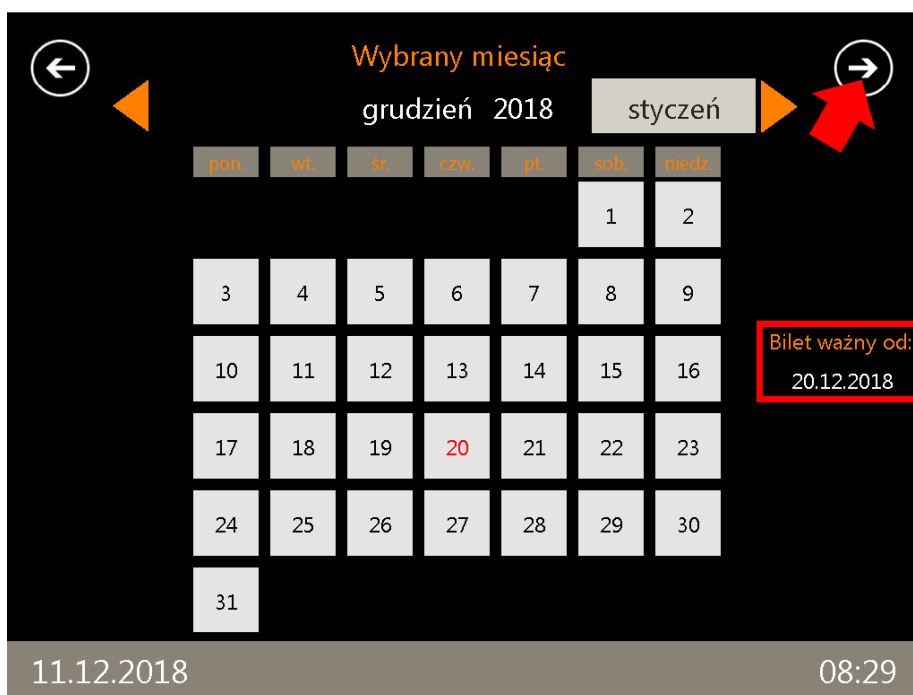 Wybrany miesiąc
grudzień 2018 styczeń
pon. wt. śr. czw. pt. sob. niedz.
1 2
3 4 5 6 7 8 9
10 11 12 13 14 15 16
17 18 19 20 21 22 23
24 25 26 27 28 29 30
31
Bilet ważny od:
20.12.2018
11.12.2018 08:29